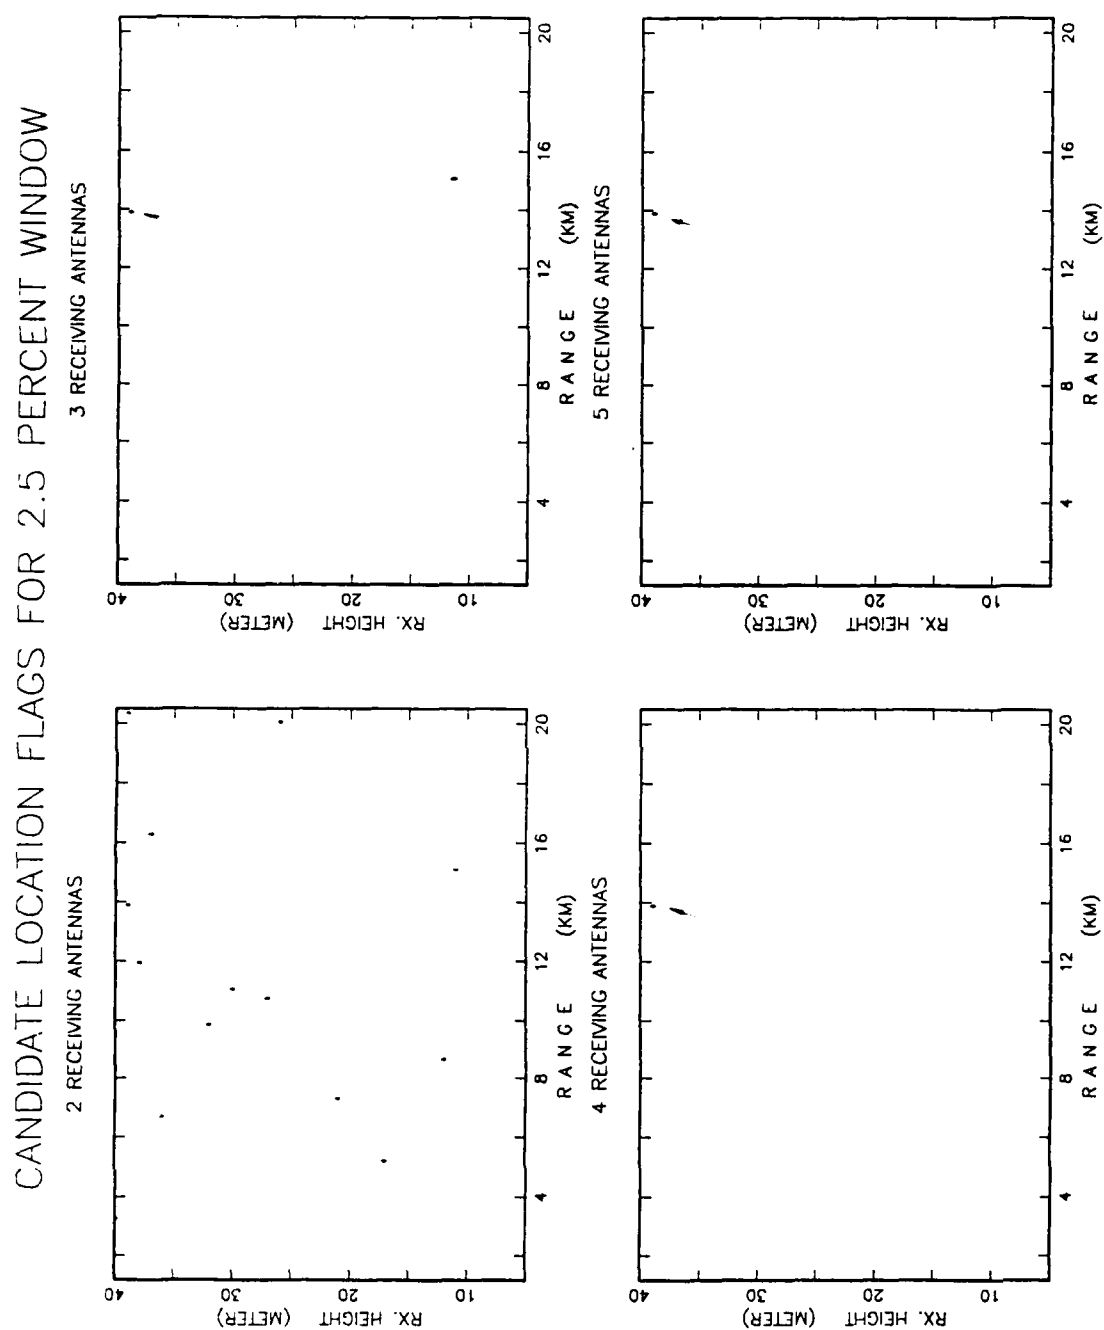 CANDIDATE LOCATION FLAGS FOR 2.5 PERCENT WINDOW
2 RECEIVING ANTENNAS
RX. HEIGHT (METER)
40
30
20
10
4 8 12 16 20
RANGE (KM)
3 RECEIVING ANTENNAS
RX. HEIGHT (METER)
40
30
20
10
4 8 12 16 20
RANGE (KM)
4 RECEIVING ANTENNAS
RX. HEIGHT (METER)
40
30
20
10
4 8 12 16 20
RANGE (KM)
5 RECEIVING ANTENNAS
RX. HEIGHT (METER)
40
30
20
10
4 8 12 16 20
RANGE (KM)